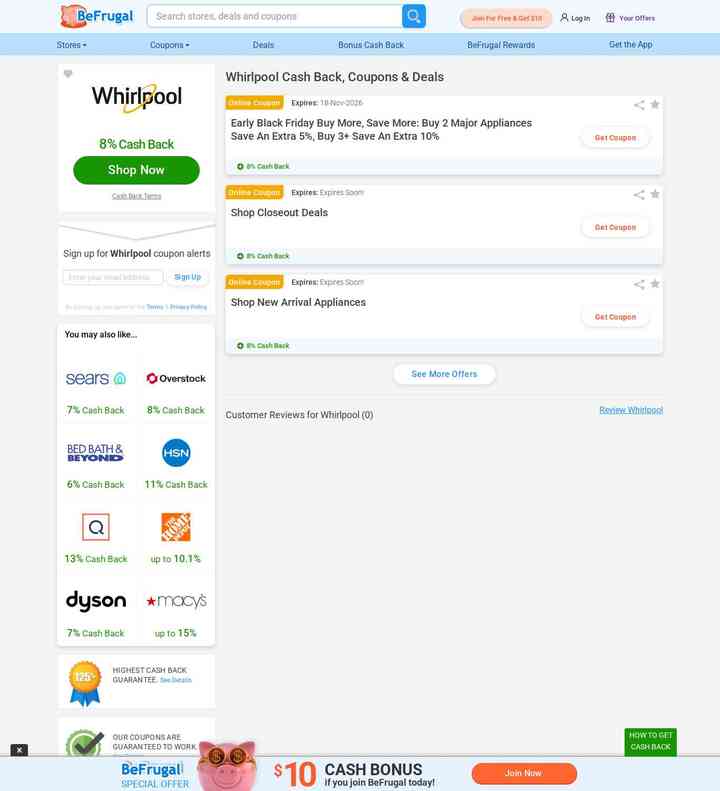 BeFrugal
Search stores, deals and coupons
Join For Free & Get $10
Log In
Your Offers
Stores
Coupons
Deals
Bonus Cash Back
BeFrugal Rewards
Get the App
Whirlpool
8% Cash Back
Shop Now
Cash Back Terms
Sign up for Whirlpool coupon alerts
Enter your email address
Sign Up
Terms & Privacy Policy
You may also like...
sears
Overstock
7% Cash Back
8% Cash Back
BED BATH &
BEYOND
HSN
6% Cash Back
11% Cash Back
Q
THE HOME
13% Cash Back
up to 10.1%
dyson
macy's
7% Cash Back
up to 15%
125%
HIGHEST CASH BACK
GUARANTEE. See Details
OUR COUPONS ARE
GUARANTEED TO WORK.
Whirlpool Cash Back, Coupons & Deals
Online Coupon
Expires: 18-Nov-2026
Early Black Friday Buy More, Save More: Buy 2 Major Appliances
Save An Extra 5%, Buy 3+ Save An Extra 10%
Get Coupon
8% Cash Back
Online Coupon
Expires: Expires Soon!
Shop Closeout Deals
Get Coupon
8% Cash Back
Online Coupon
Expires: Expires Soon!
Shop New Arrival Appliances
Get Coupon
8% Cash Back
See More Offers
Customer Reviews for Whirlpool (0)
Review Whirlpool
HOW TO GET
CASH BACK
x
BeFrugal
SPECIAL OFFER
$10
CASH BONUS
if you join BeFrugal today!
Join Now